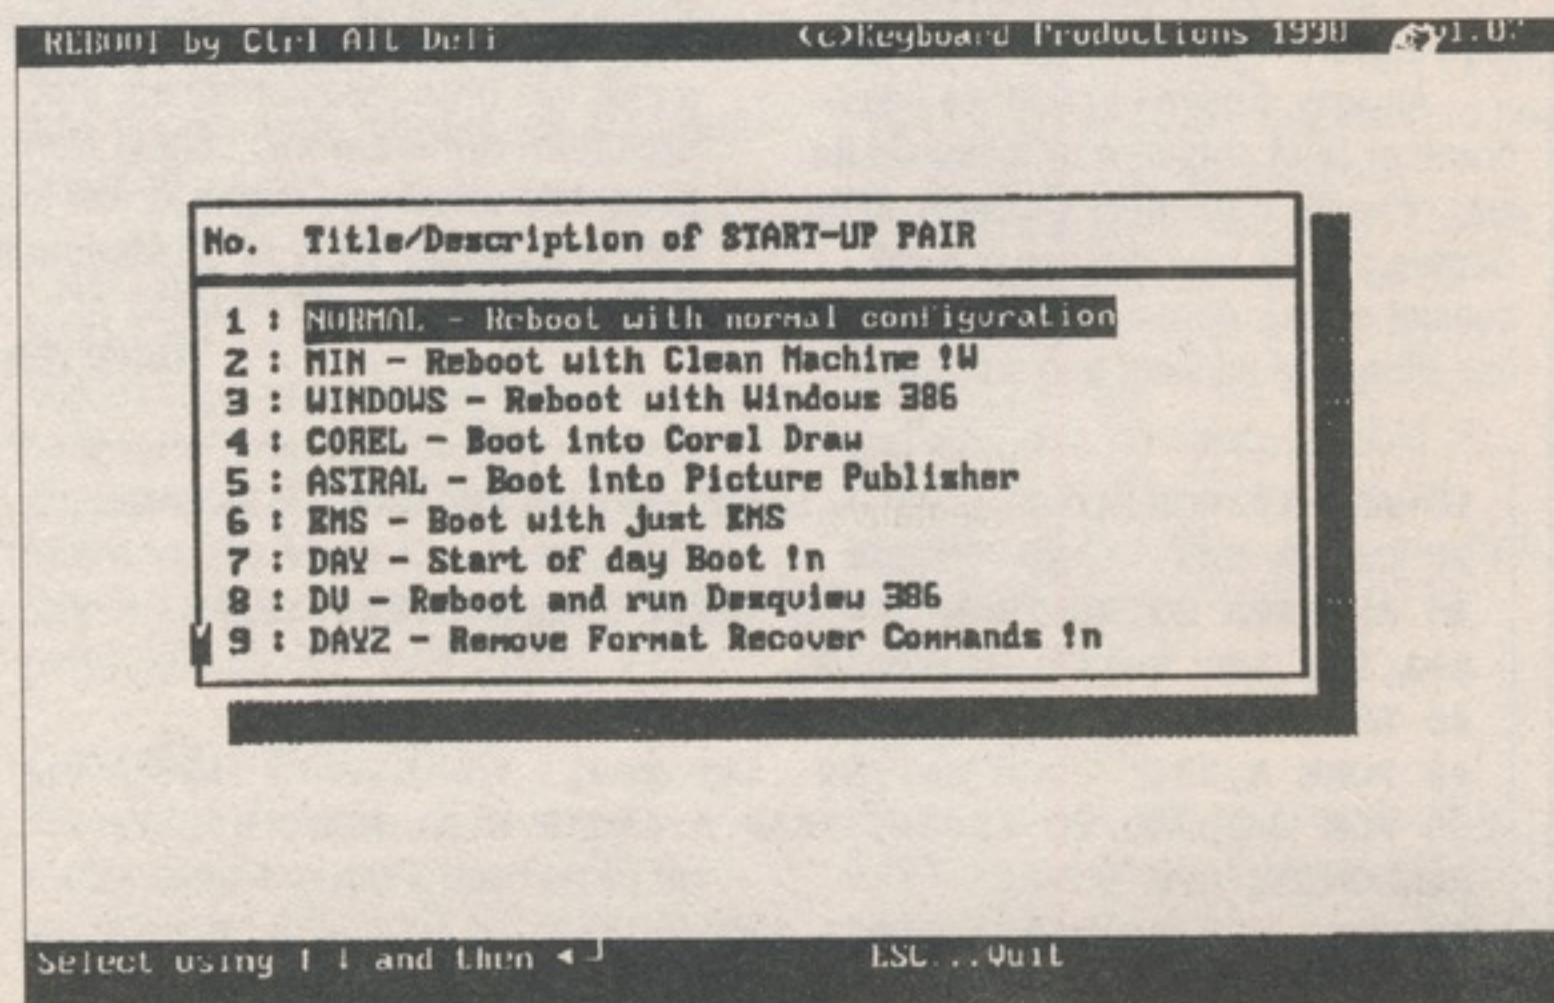 REBOOT by Ctrl Alt Deli (c)Keyboard Productions 1990 v1.0
No. Title/Description of START-UP PAIR
1 : NORMAL - Reboot with normal configuration
2 : MIN - Reboot with Clean Machine !W
3 : WINDOWS - Reboot with Windows 386
4 : COREL - Boot into Corel Draw
5 : ASTRAL - Boot into Picture Publisher
6 : EMS - Boot with just EMS
7 : DAY - Start of day Boot !n
8 : DV - Reboot and run Desqview 386
9 : DAY2 - Remove Format Recover Commands !n
Select using ↑ ↓ and then ◄┘ ESC...Quit